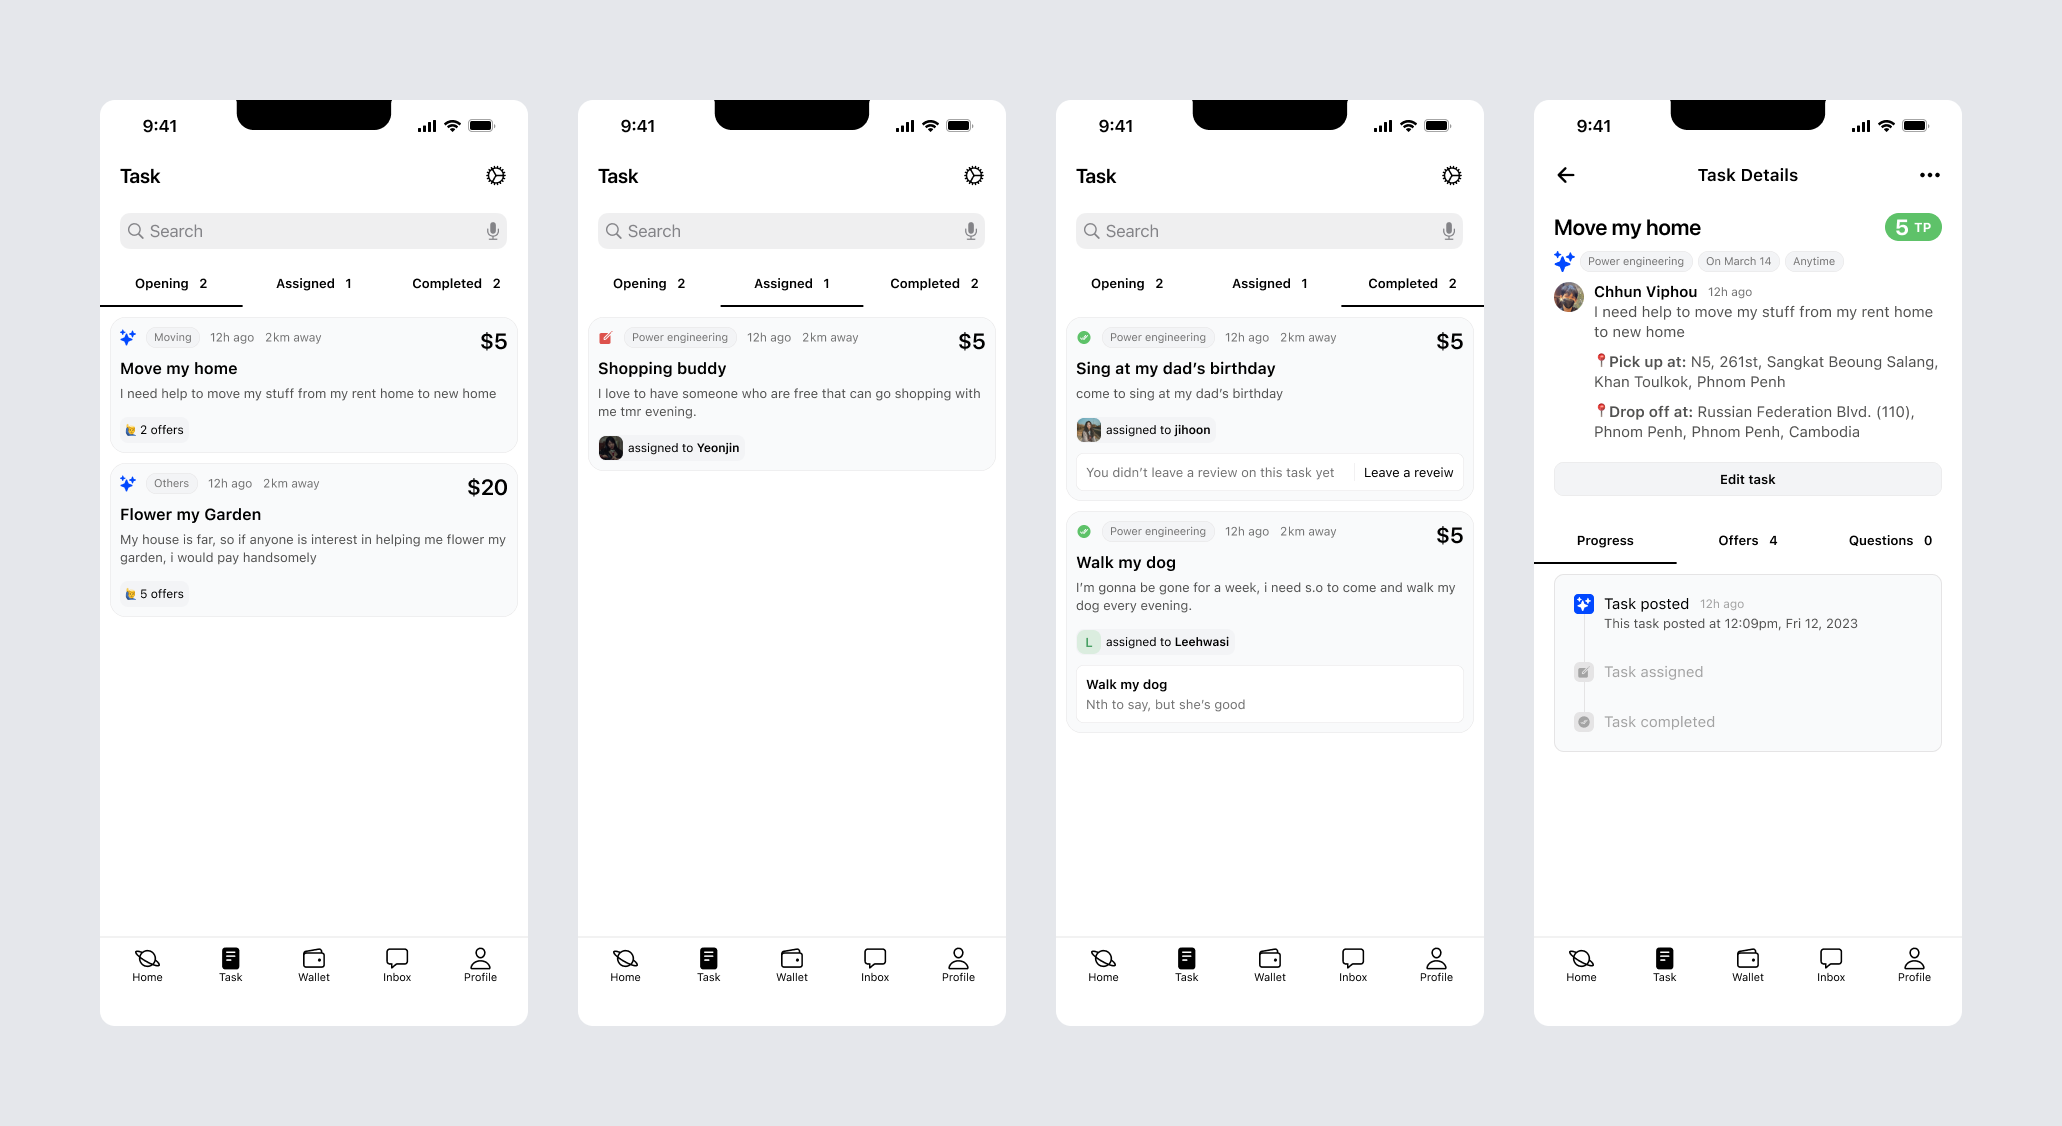 9:41
Task
Search
Opening 2 Assigned 1 Completed 2
Moving 12h ago 2km away $5
Move my home
I need help to move my stuff from my rent home to new home
2 offers
Others 12h ago 2km away $20
Flower my Garden
My house is far, so if anyone is interest in helping me flower my
garden, i would pay handsomely
5 offers
Home Task Wallet Inbox Profile
9:41
Task
Search
Opening 2 Assigned 1 Completed 2
Power engineering 12h ago 2km away $5
Shopping buddy
I love to have someone who are free that can go shopping with
me tmr evening.
assigned to Yeonjin
Home Task Wallet Inbox Profile
9:41
Task
Search
Opening 2 Assigned 1 Completed 2
Power engineering 12h ago 2km away $5
Sing at my dad's birthday
come to sing at my dad's birthday
assigned to jihoon
You didn't leave a review on this task yet Leave a reveiw
Power engineering 12h ago 2km away $5
Walk my dog
I'm gonna be gone for a week, i need s.o to come and walk my
dog every evening.
L assigned to Leehwasi
Walk my dog
Nth to say, but she's good
Home Task Wallet Inbox Profile
9:41
Task Details
Move my home 5 TP
Power engineering On March 14 Anytime
Chhun Viphou 12h ago
I need help to move my stuff from my rent home
to new home
📍Pick up at: N5, 261st, Sangkat Beoung Salang,
Khan Toulkok, Phnom Penh
📍Drop off at: Russian Federation Blvd. (110),
Phnom Penh, Phnom Penh, Cambodia
Edit task
Progress Offers 4 Questions 0
Task posted 12h ago
This task posted at 12:09pm, Fri 12, 2023
Task assigned
Task completed
Home Task Wallet Inbox Profile